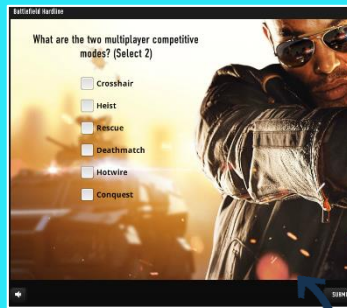 Battlefield Hardline
What are the two multiplayer competitive
modes? (Select 2)
Crosshair
Heist
Rescue
Deathmatch
Hotwire
Conquest